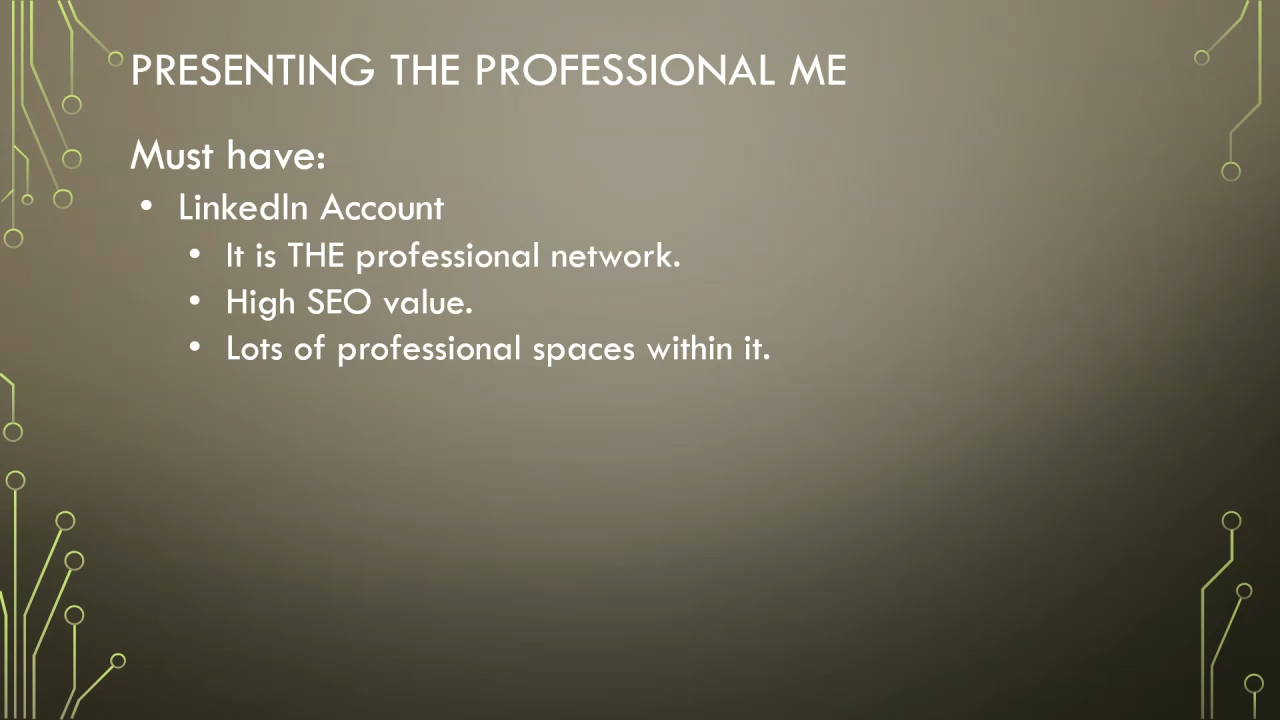 PRESENTING THE PROFESSIONAL ME
Must have:
• LinkedIn Account
• It is THE professional network.
• High SEO value.
• Lots of professional spaces within it.